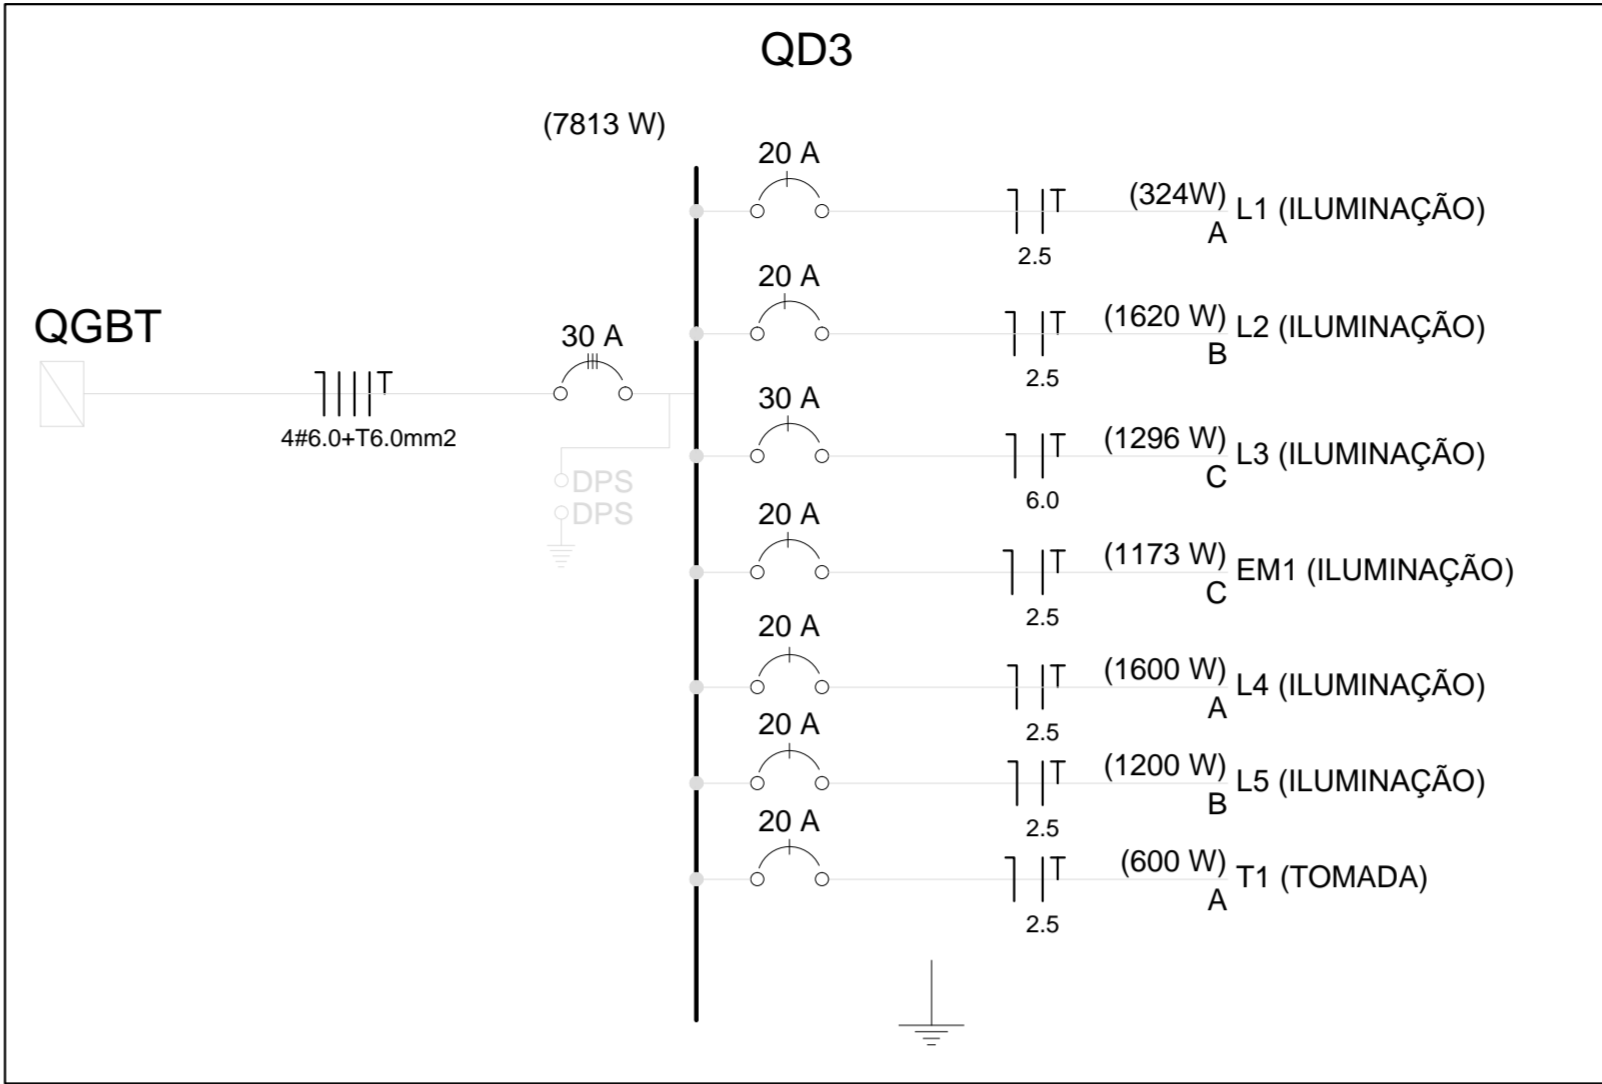 QD3
(7813 W)
QGBT
T
4#6.0+T6.0mm2
30 A
DPS
DPS
20 A
T
2.5
(324W)
A
L1 (ILUMINAÇÃO)
20 A
T
2.5
(1620 W)
B
L2 (ILUMINAÇÃO)
30 A
T
6.0
(1296 W)
C
L3 (ILUMINAÇÃO)
20 A
T
2.5
(1173 W)
C
EM1 (ILUMINAÇÃO)
20 A
T
2.5
(1600 W)
A
L4 (ILUMINAÇÃO)
20 A
T
2.5
(1200 W)
B
L5 (ILUMINAÇÃO)
20 A
T
2.5
(600 W)
A
T1 (TOMADA)